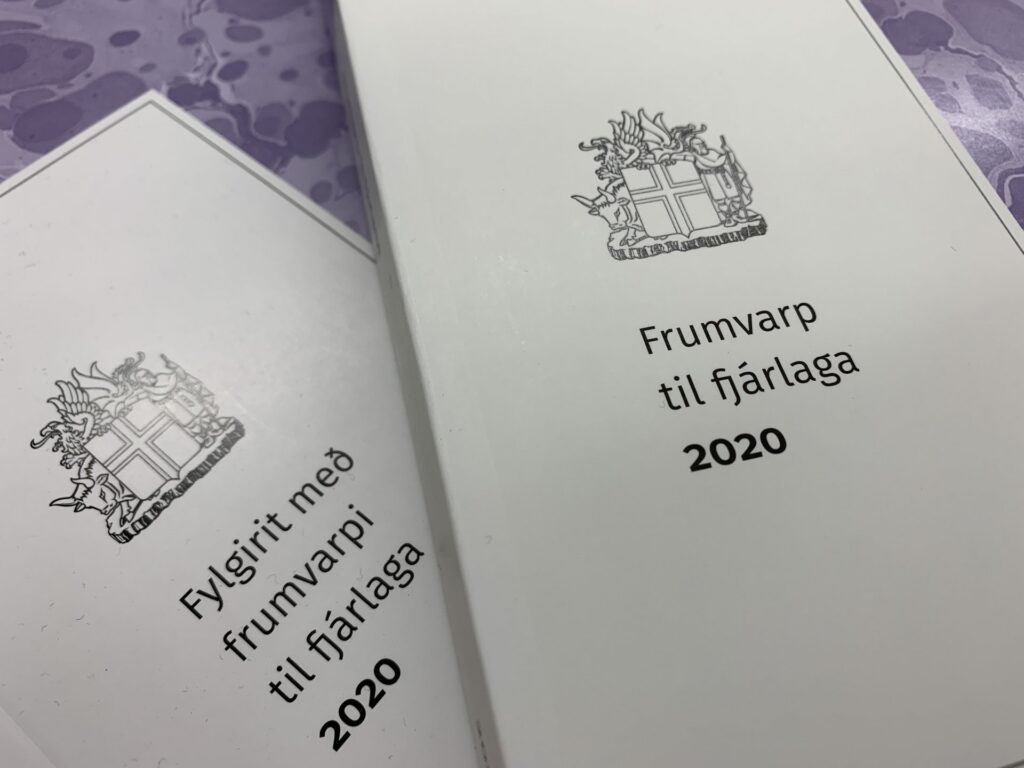 Fylgirit með
frumvarpi
til fjárlaga
2020
Frumvarp
til fjárlaga
2020